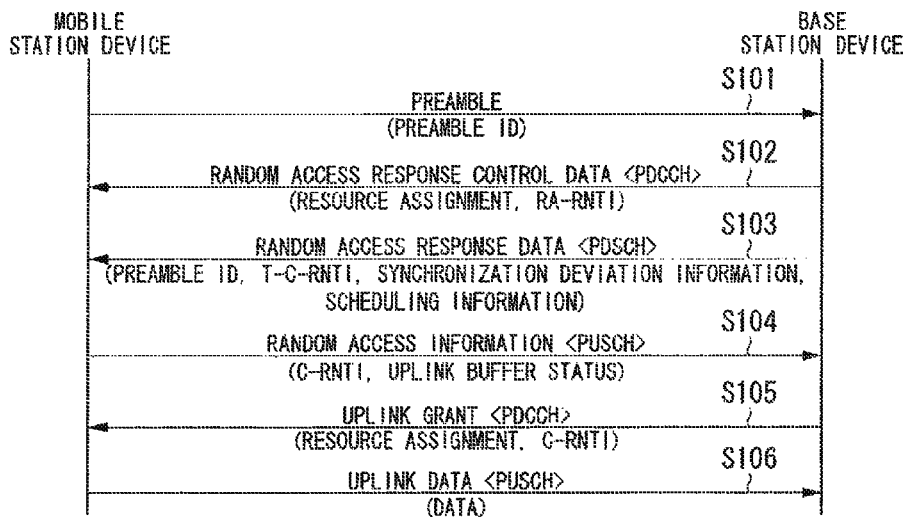 MOBILE
STATION DEVICE
BASE
STATION DEVICE
S101
PREAMBLE
(PREAMBLE ID)
S102
RANDOM ACCESS RESPONSE CONTROL DATA <PDCCH>
(RESOURCE ASSIGNMENT, RA-RNTI)
S103
RANDOM ACCESS RESPONSE DATA <PDSCH>
(PREAMBLE ID, T-C-RNTI, SYNCHRONIZATION DEVIATION INFORMATION,
SCHEDULING INFORMATION)
S104
RANDOM ACCESS INFORMATION <PUSCH>
(C-RNTI, UPLINK BUFFER STATUS)
S105
UPLINK GRANT <PDCCH>
(RESOURCE ASSIGNMENT, C-RNTI)
S106
UPLINK DATA <PUSCH>
(DATA)